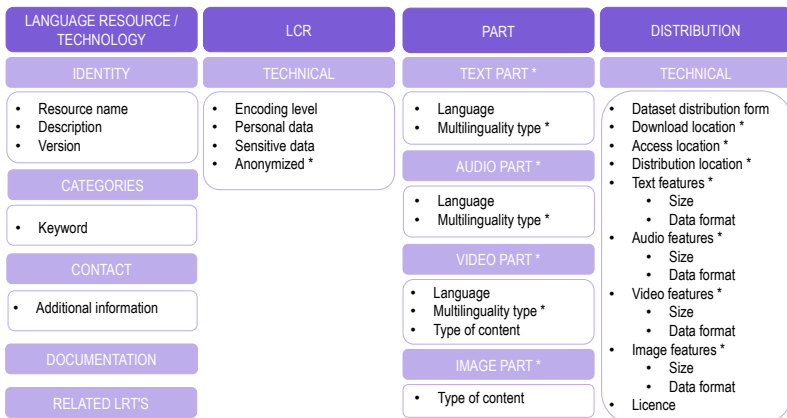 LANGUAGE RESOURCE /
TECHNOLOGY
IDENTITY
• Resource name
• Description
• Version
CATEGORIES
• Keyword
CONTACT
• Additional information
DOCUMENTATION
RELATED LRT'S
LCR
TECHNICAL
• Encoding level
• Personal data
• Sensitive data
• Anonymized *
PART
TEXT PART *
• Language
• Multilinguality type *
AUDIO PART *
• Language
• Multilinguality type *
VIDEO PART *
• Language
• Multilinguality type *
• Type of content
IMAGE PART *
• Type of content
DISTRIBUTION
TECHNICAL
• Dataset distribution form
• Download location *
• Access location *
• Distribution location *
• Text features *
• Size
• Data format
• Audio features *
• Size
• Data format
• Video features *
• Size
• Data format
• Image features *
• Size
• Data format
• Licence